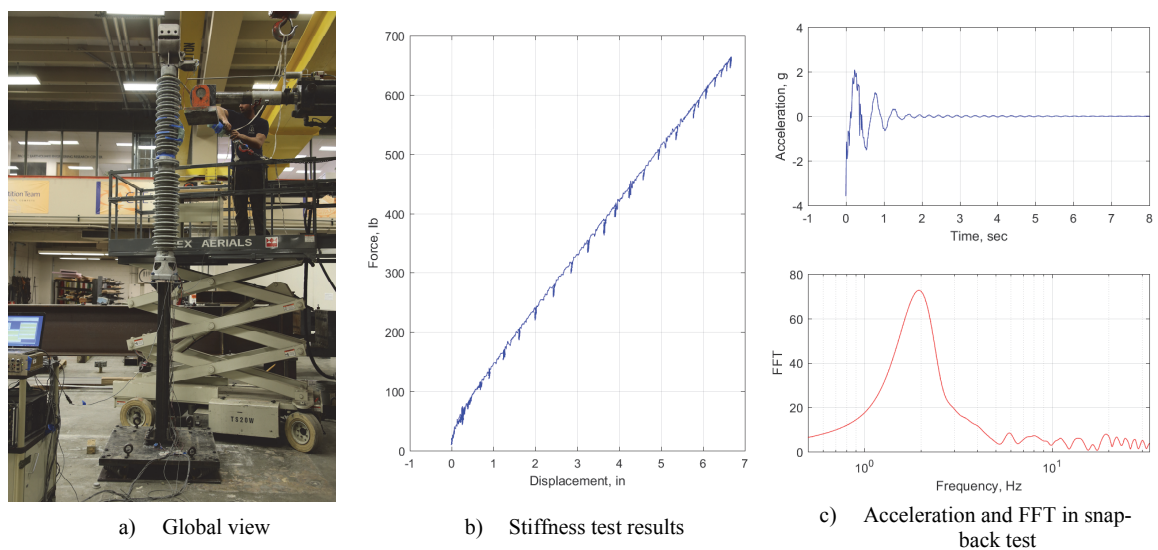 TION
tition Team
EX AERIALS
TS20W
700
600
500
400
300
200
100
0
Force, lb
-1 0 1 2 3 4 5 6 7
Displacement, in
4
2
0
-2
-4
Acceleration, g
-1 0 1 2 3 4 5 6 7 8
Time, sec
80
60
40
20
0
FFT
10^0 10^1
Frequency, Hz
a) Global view
b) Stiffness test results
c) Acceleration and FFT in snap-
back test